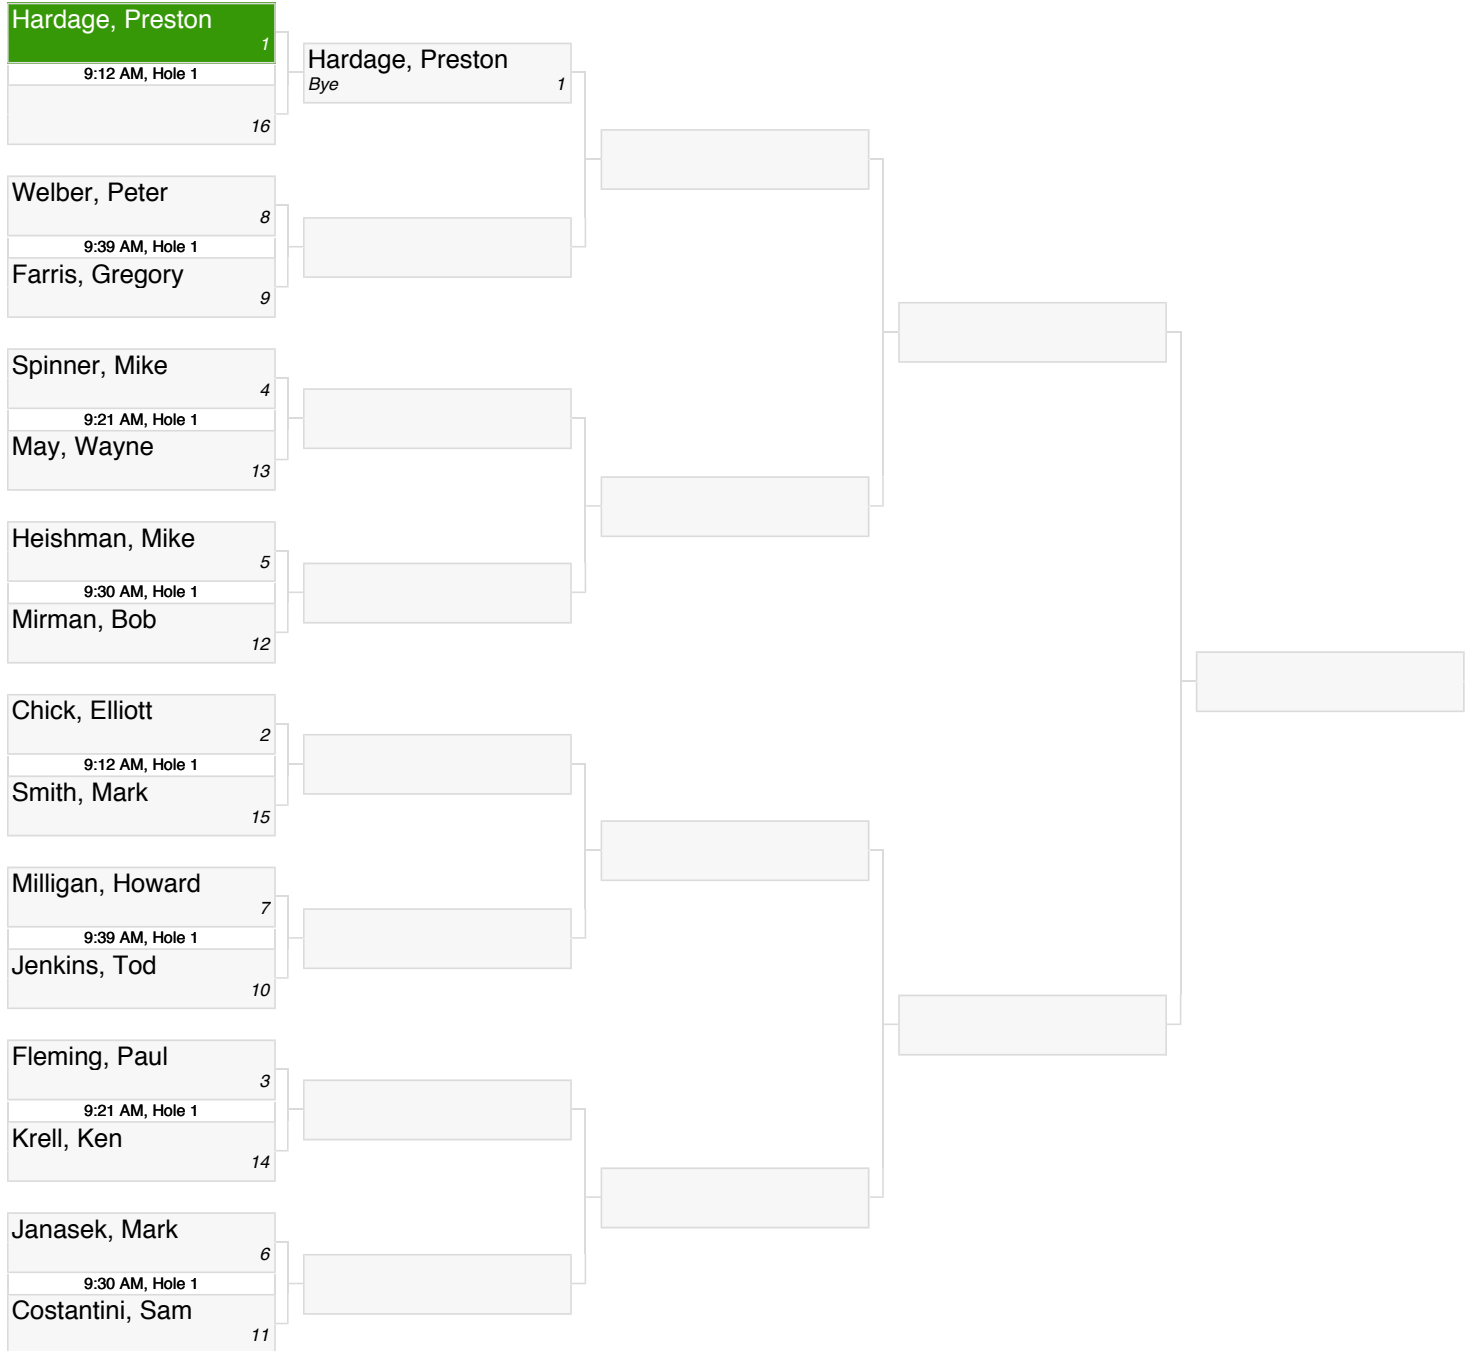 Hardage, Preston
1
9:12 AM, Hole 1
16
Hardage, Preston
Bye 1
Welber, Peter
8
9:39 AM, Hole 1
Farris, Gregory
9
Spinner, Mike
4
9:21 AM, Hole 1
May, Wayne
13
Heishman, Mike
5
9:30 AM, Hole 1
Mirman, Bob
12
Chick, Elliott
2
9:12 AM, Hole 1
Smith, Mark
15
Milligan, Howard
7
9:39 AM, Hole 1
Jenkins, Tod
10
Fleming, Paul
3
9:21 AM, Hole 1
Krell, Ken
14
Janasek, Mark
6
9:30 AM, Hole 1
Costantini, Sam
11